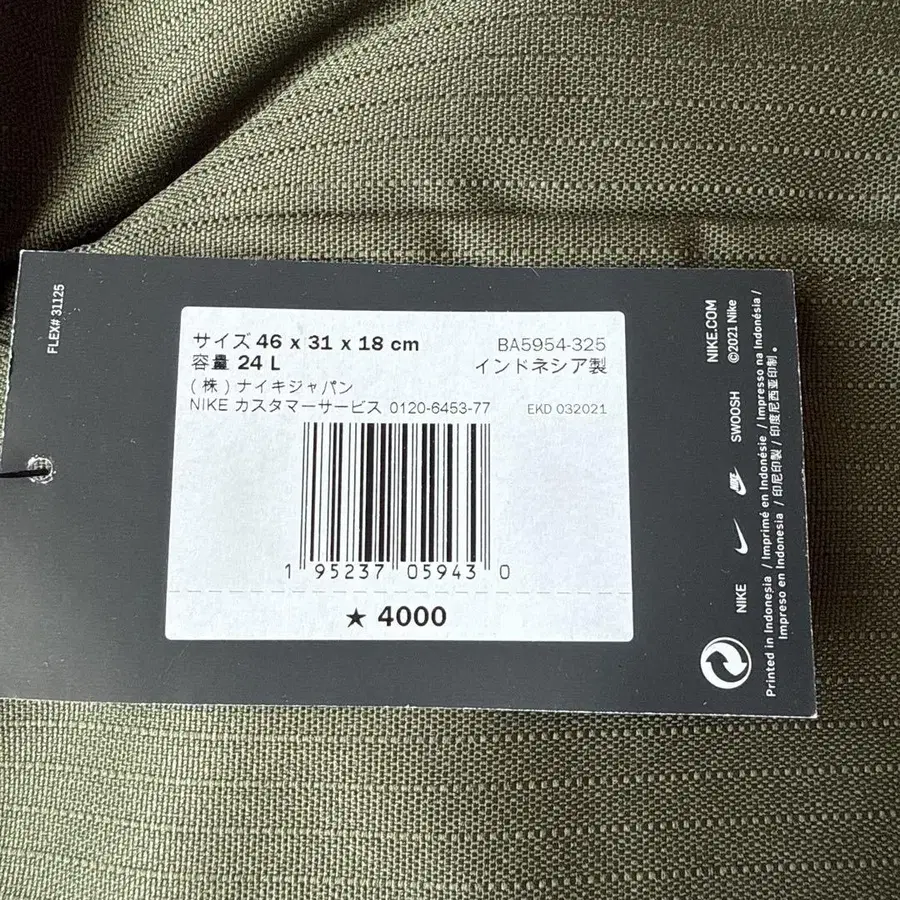 FLEX# 31125
サイズ 46 x 31 x 18 cm
BA5954-325
容量 24 L
インドネシア製
(株)ナイキジャパン
NIKE カスタマーサービス 0120-6453-77
EKD 032021
1 95237 05943 0
★ 4000
NIKE.COM
©2021 Nike
SWOOSH
NIKE
NIKE
Printed in Indonesia / Imprimé en Indonésie / Impresso na Indonésia /
Impreso en Indonesia / 印尼印製 / 印度尼西亚印制。